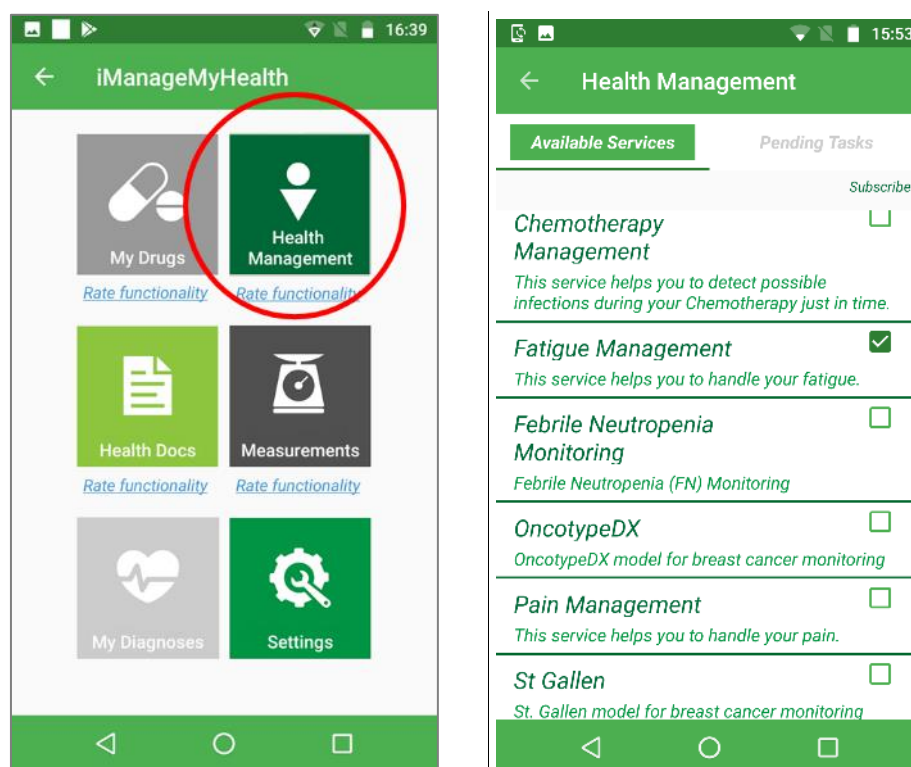 16:39
iManageMyHealth
My Drugs
Health
Management
Rate functionality
Rate functionality
Health Docs
Measurements
Rate functionality
Rate functionality
My Diagnoses
Settings
15:53
Health Management
Available Services
Pending Tasks
Subscribe
Chemotherapy
Management
This service helps you to detect possible
infections during your Chemotherapy just in time.
Fatigue Management
This service helps you to handle your fatigue.
Febrile Neutropenia
Monitoring
Febrile Neutropenia (FN) Monitoring
OncotypeDX
OncotypeDX model for breast cancer monitoring
Pain Management
This service helps you to handle your pain.
St Gallen
St. Gallen model for breast cancer monitoring